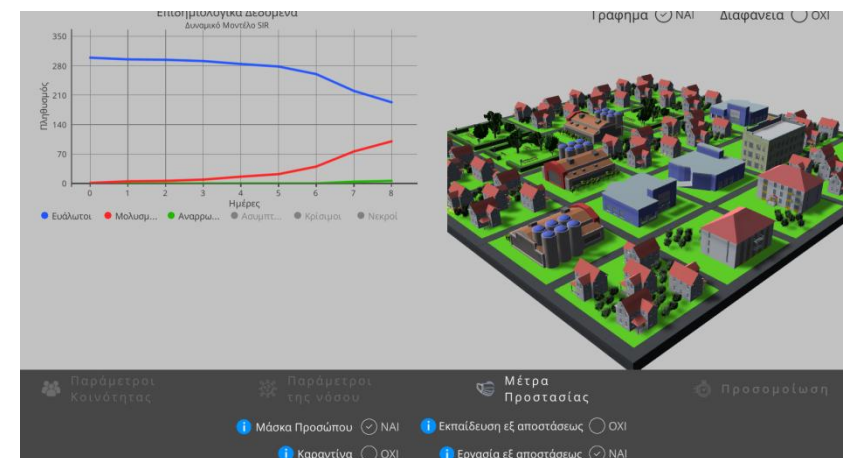 Επιδημιολογικά Δεδομένα
Δυναμικό Μοντέλο SIR
Γράφημα ΝΑΙ Διαφάνεια ΟΧΙ
350
280
210
140
70
0
Πληθυσμός
0 1 2 3 4 5 6 7 8
Ημέρες
Ευάλωτοι Μολυσμ... Αναρρω... Ασυμπτ... Κρίσιμοι Νεκροί
Παράμετροι Κοινότητας
Παράμετροι της νόσου
Μέτρα Προστασίας
Προσομοίωση
Μάσκα Προσώπου ΝΑΙ Εκπαίδευση εξ αποστάσεως ΟΧΙ
Καραντίνα ΟΧΙ Εργασία εξ αποστάσεως ΝΑΙ